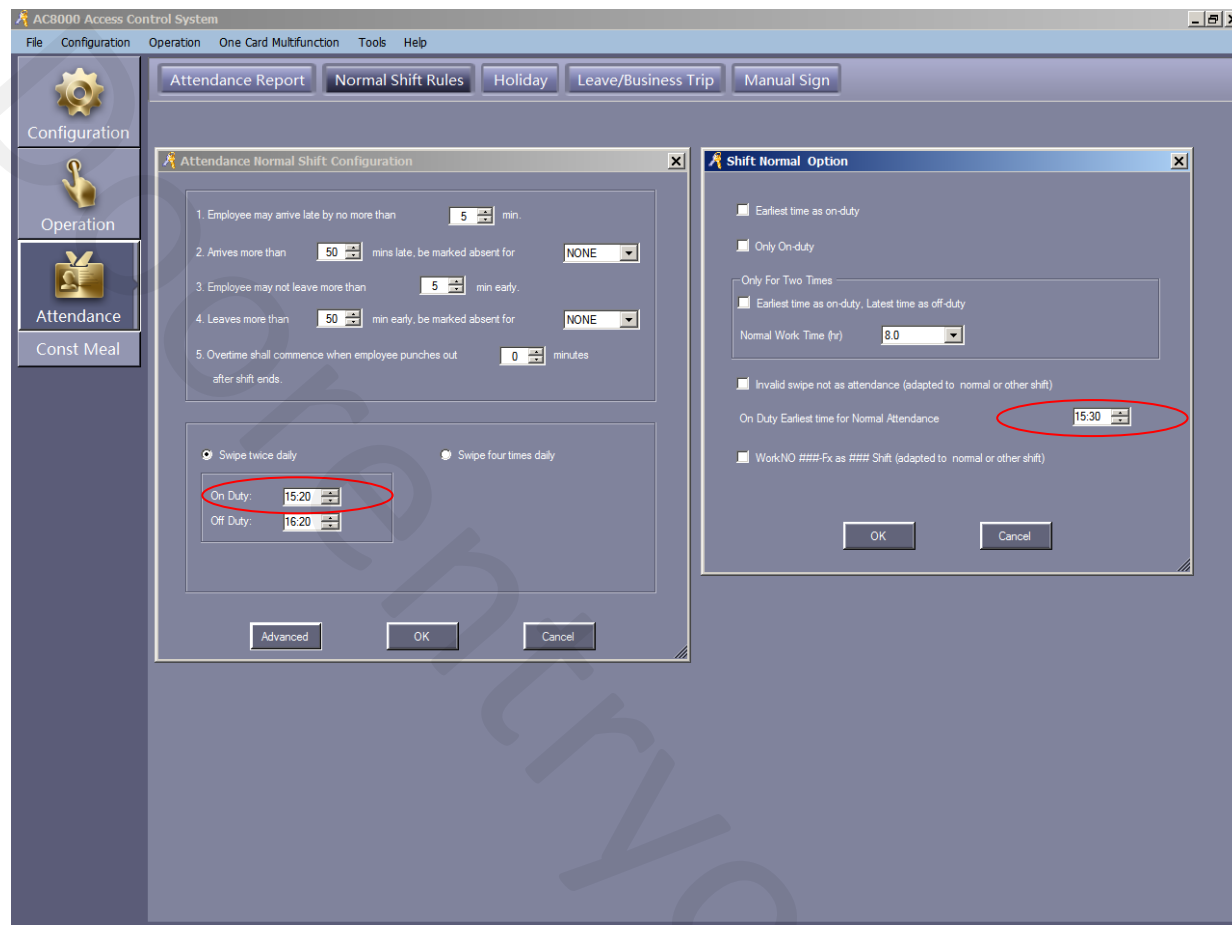 AC8000 Access Control System
File Configuration Operation One Card Multifunction Tools Help
Attendance Report Normal Shift Rules Holiday Leave/Business Trip Manual Sign
Configuration
Operation
Attendance
Const Meal
Attendance Normal Shift Configuration
1. Employee may arrive late by no more than 5 min.
2. Arrives more than 50 mins late, be marked absent for NONE
3. Employee may not leave more than 5 min early.
4. Leaves more than 50 min early, be marked absent for NONE
5. Overtime shall commence when employee punches out 0 minutes
after shift ends.
Swipe twice daily Swipe four times daily
On Duty: 15:20
Off Duty: 16:20
Advanced OK Cancel
Shift Normal Option
Earliest time as on-duty
Only On-duty
Only For Two Times
Earliest time as on-duty, Latest time as off-duty
Normal Work Time (hr) 8.0
Invalid swipe not as attendance (adapted to normal or other shift)
On Duty Earliest time for Normal Attendance 15:30
WorkNO ###-Fx as ### Shift (adapted to normal or other shift)
OK Cancel